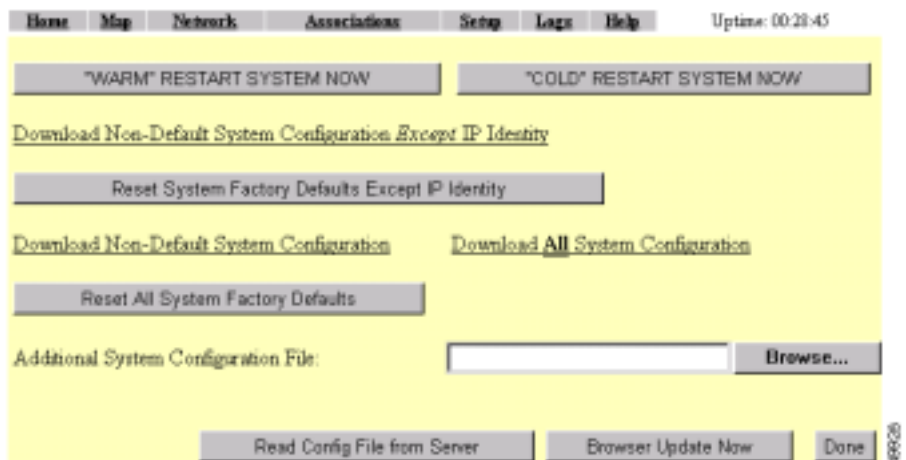 Home Map Network Associations Setup Logs Help Uptime: 00:28:45
"WARM" RESTART SYSTEM NOW "COLD" RESTART SYSTEM NOW
Download Non-Default System Configuration Except IP Identity
Reset System Factory Defaults Except IP Identity
Download Non-Default System Configuration Download All System Configuration
Reset All System Factory Defaults
Additional System Configuration File: Browse...
Read Config File from Server Browser Update Now Done